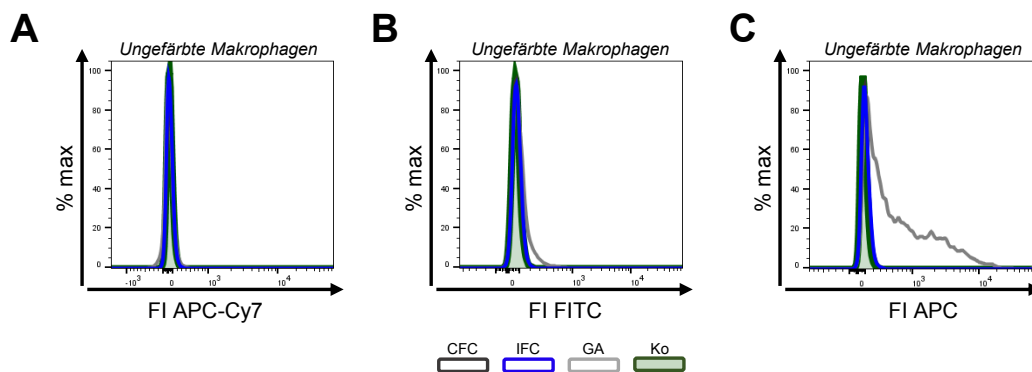 A
Ungefärbte Makrophagen
% max
100
80
60
40
20
0
-10³ 0 10³ 10⁴
FI APC-Cy7
B
Ungefärbte Makrophagen
% max
100
80
60
40
20
0
0 10³ 10⁴
FI FITC
C
Ungefärbte Makrophagen
% max
100
80
60
40
20
0
0 10³ 10⁴
FI APC
CFC IFC GA Ko